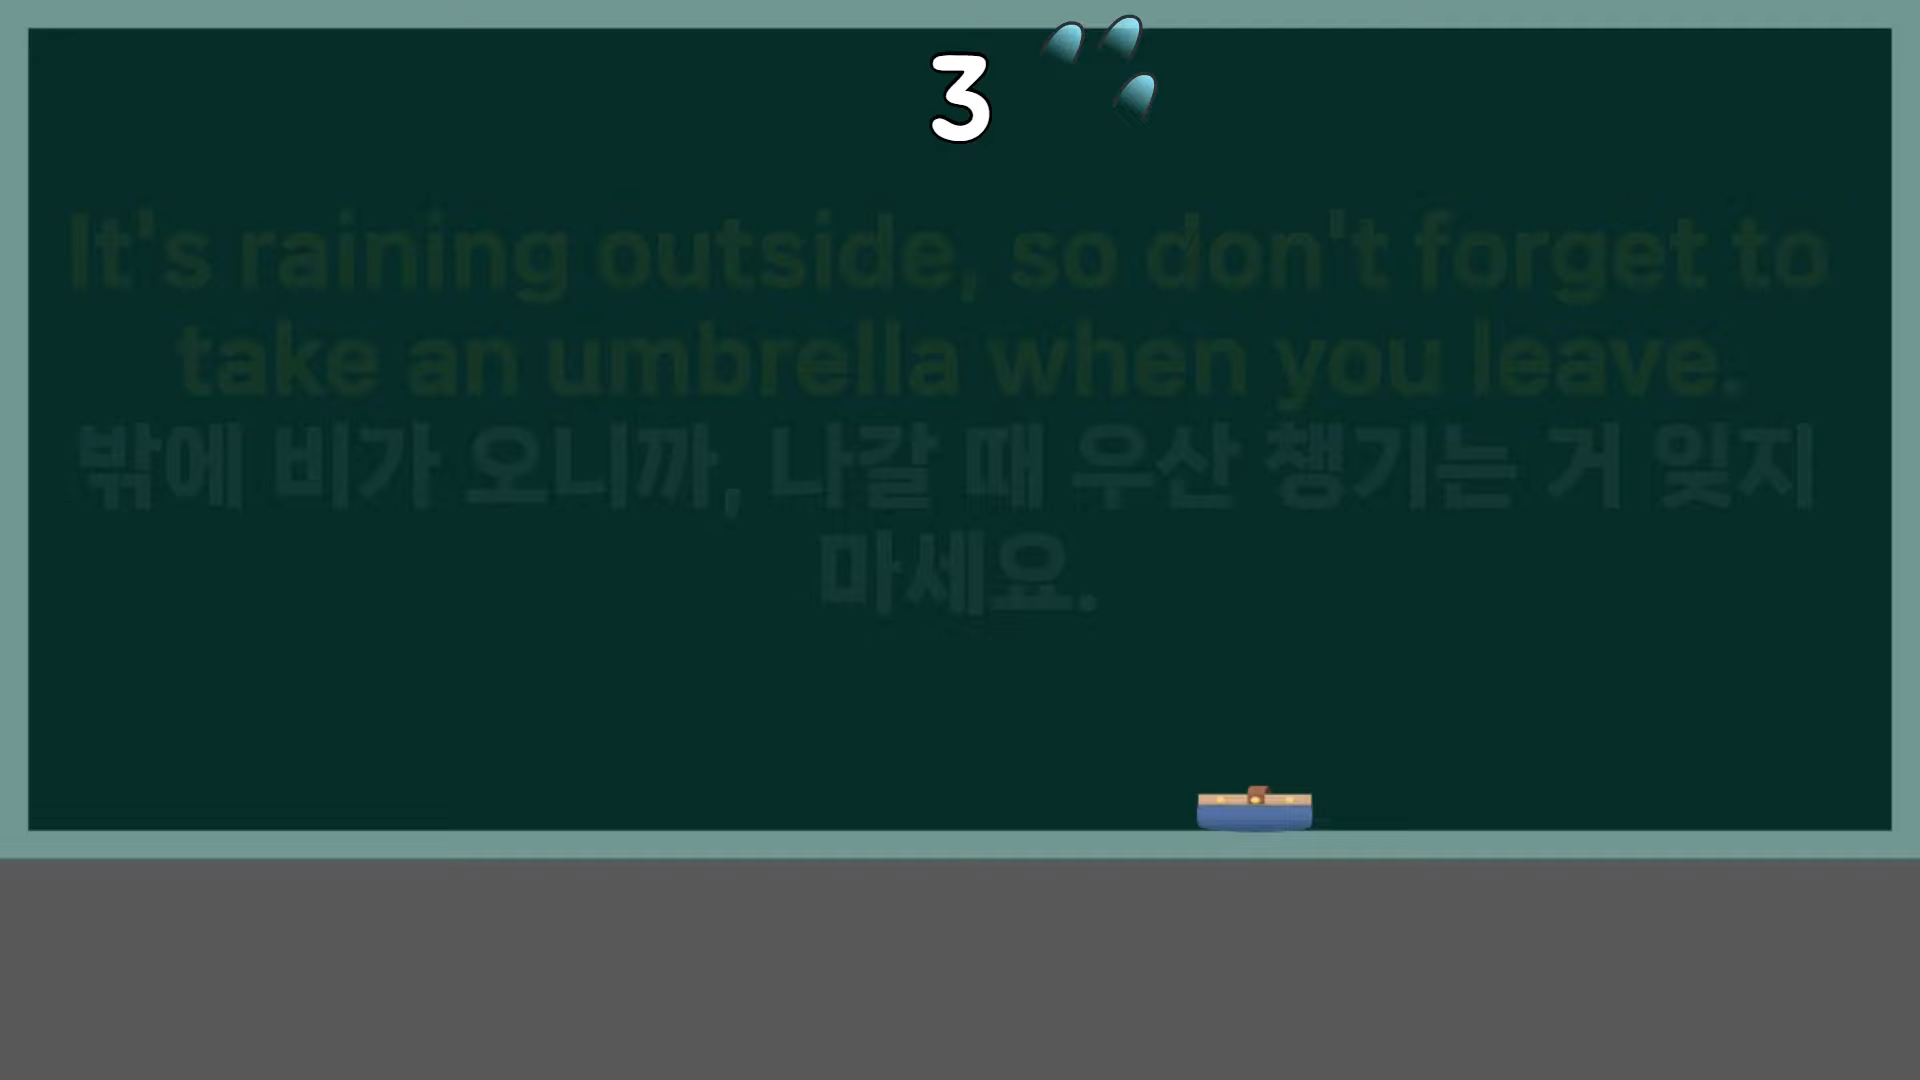 3
It's raining outside, so don't forget to
take an umbrella when you leave.
밖에 비가 오니까, 나갈 때 우산 챙기는 거 잊지
마세요.